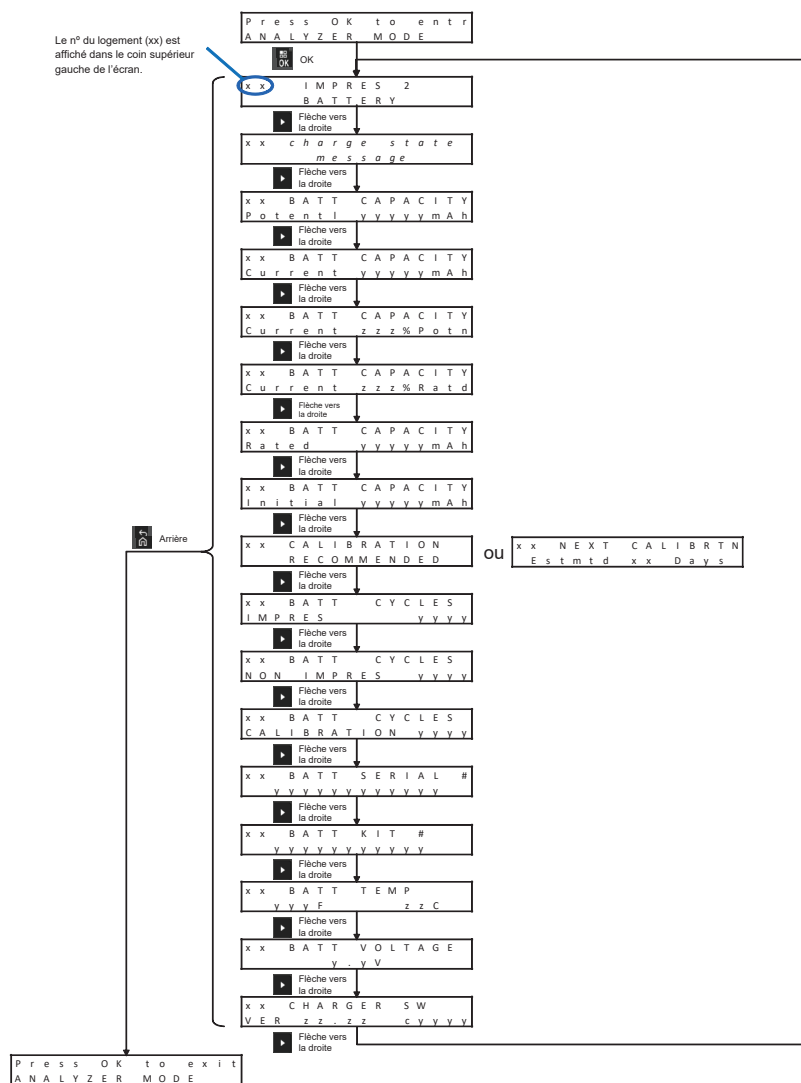 Press OK to entr
ANALYZER MODE
Le nº du logement (xx) est
affiché dans le coin supérieur
gauche de l'écran.
OK
OK
xx IMPRES 2
BATTERY
Flèche vers
la droite
xx charge state
message
Flèche vers
la droite
xx BATT CAPACITY
Potentl yyyyymAh
Flèche vers
la droite
xx BATT CAPACITY
Current yyyyymAh
Flèche vers
la droite
xx BATT CAPACITY
Current zzz%Potn
Flèche vers
la droite
xx BATT CAPACITY
Current zzz%Ratd
Flèche vers
la droite
xx BATT CAPACITY
Rated yyyyymAh
Flèche vers
la droite
xx BATT CAPACITY
Initial yyyyymAh
Flèche vers
la droite
Arrière
xx CALIBRATION
RECOMMENDED
ou
xx NEXT CALIBRTN
Estmtd xx Days
Flèche vers
la droite
xx BATT CYCLES
IMPRES yyyy
Flèche vers
la droite
xx BATT CYCLES
NON IMPRES yyyy
Flèche vers
la droite
xx BATT CYCLES
CALIBRATION yyyy
Flèche vers
la droite
xx BATT SERIAL #
yyyyyyyyyyyy
Flèche vers
la droite
xx BATT KIT #
yyyyyyyyyyy
Flèche vers
la droite
xx BATT TEMP
yyyF zzC
Flèche vers
la droite
xx BATT VOLTAGE
y.yV
Flèche vers
la droite
xx CHARGER SW
VER zz.zz cyyyy
Flèche vers
la droite
Press OK to exit
ANALYZER MODE